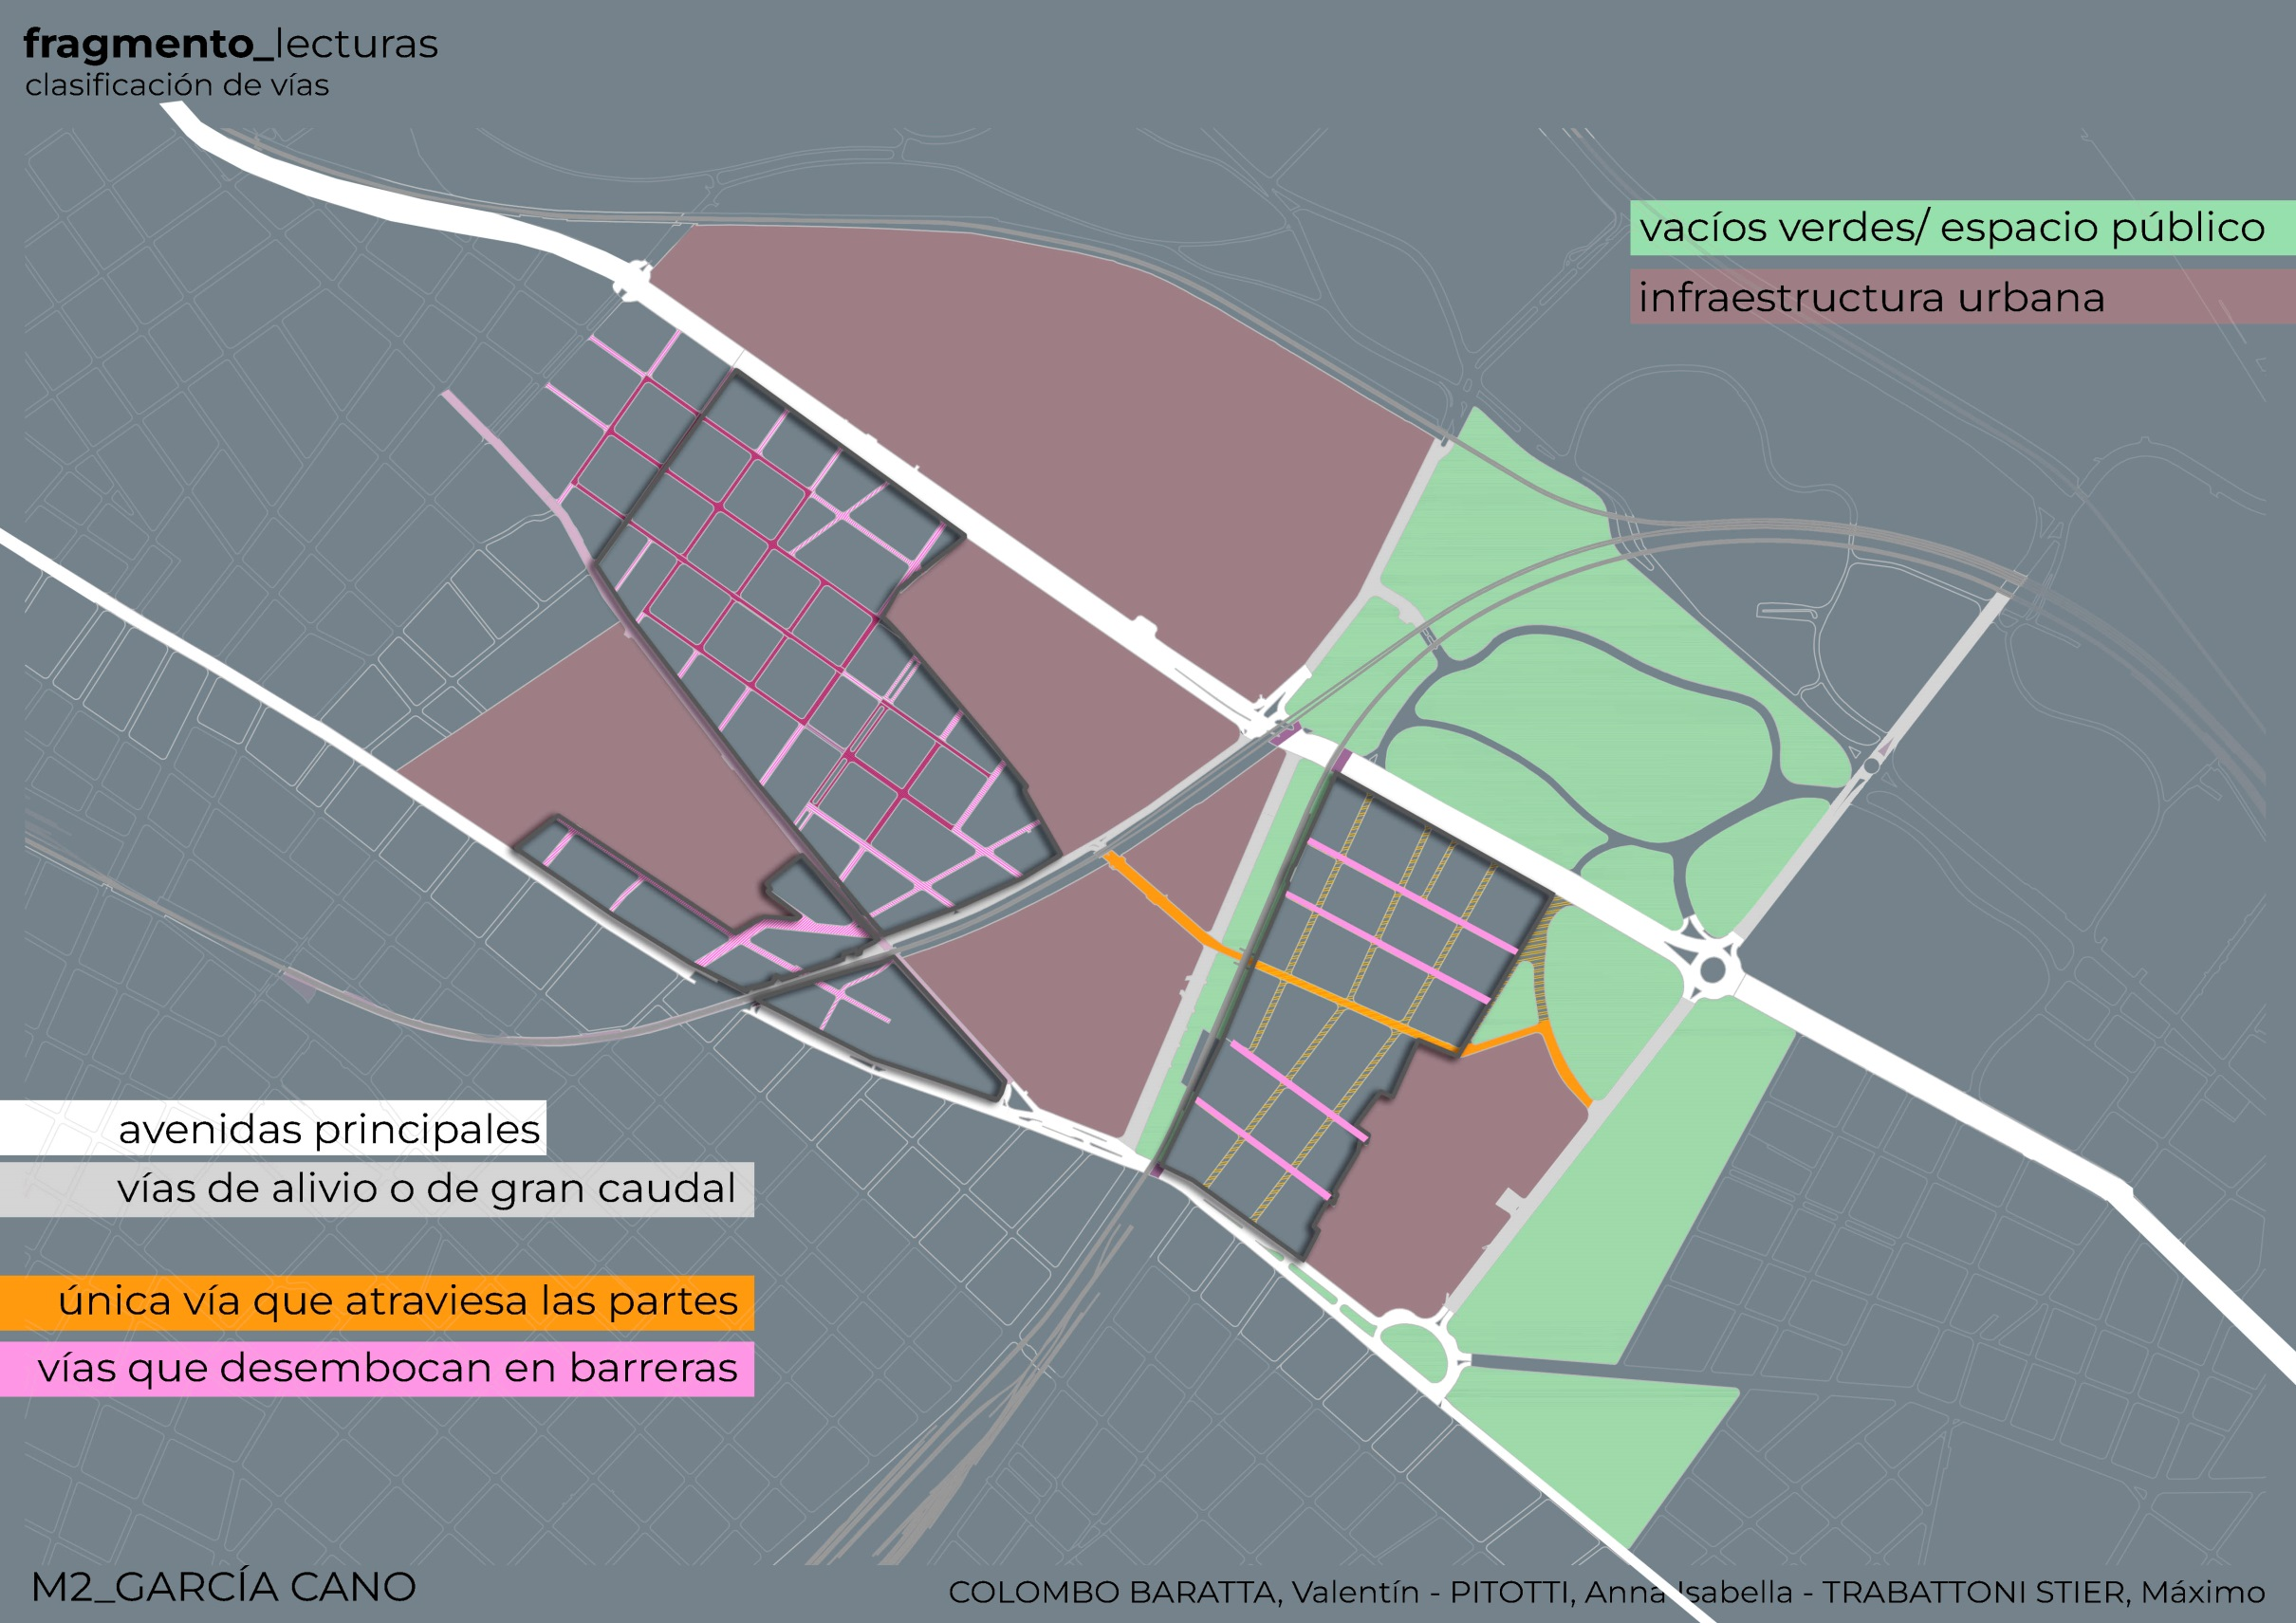 fragmento_lecturas
clasificación de vías
vacíos verdes/ espacio público
infraestructura urbana
avenidas principales
vías de alivio o de gran caudal
única vía que atraviesa las partes
vías que desembocan en barreras
M2_GARCÍA CANO
COLOMBO BARATTA, Valentín - PITOTTI, Anna Isabella - TRABATTONI STIER, Máximo